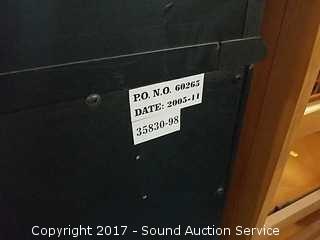 P.O. N.O. 60265
DATE: 2005-11
35830-98
Copyright 2017 - Sound Auction Service